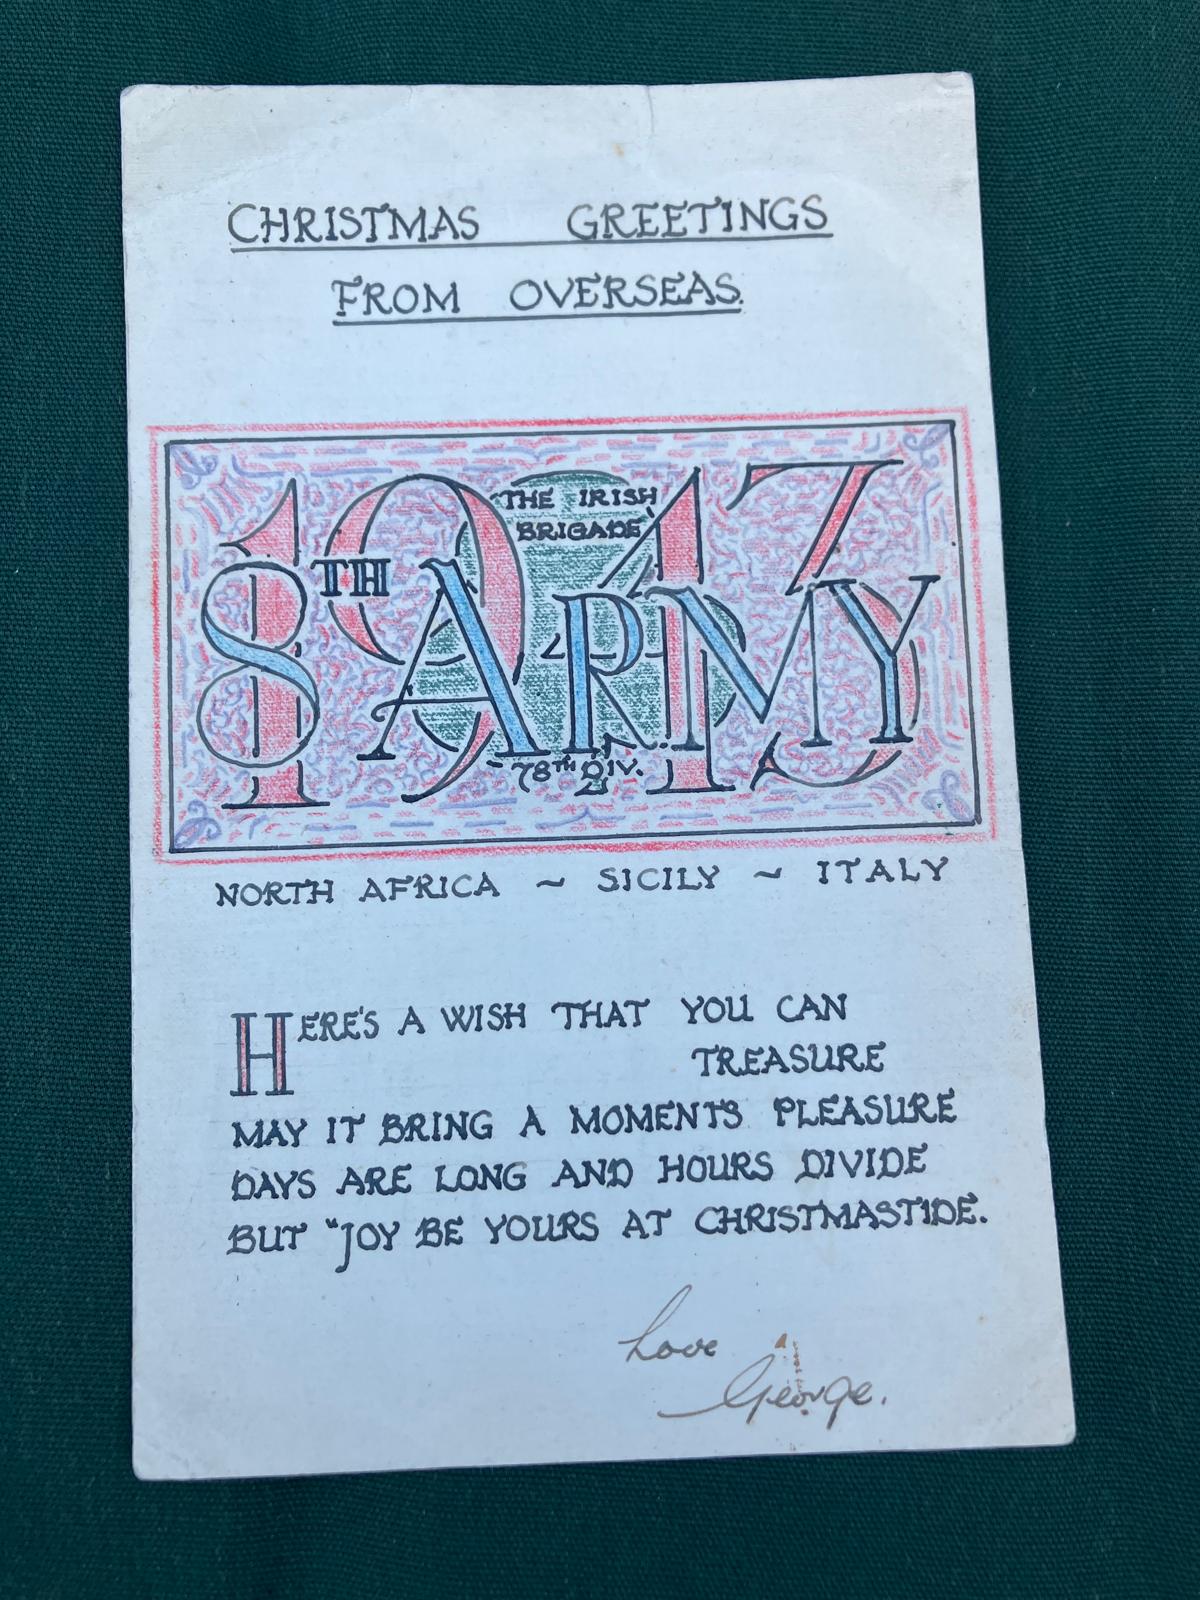 CHRISTMAS GREETINGS
FROM OVERSEAS.
1943
THE IRISH
BRIGADE
8TH ARMY
78TH DIV.
NORTH AFRICA ~ SICILY ~ ITALY
HERE'S A WISH THAT YOU CAN
TREASURE
MAY IT BRING A MOMENTS PLEASURE
DAYS ARE LONG AND HOURS DIVIDE
BUT "JOY BE YOURS AT CHRISTMASTIDE.
Love
George.